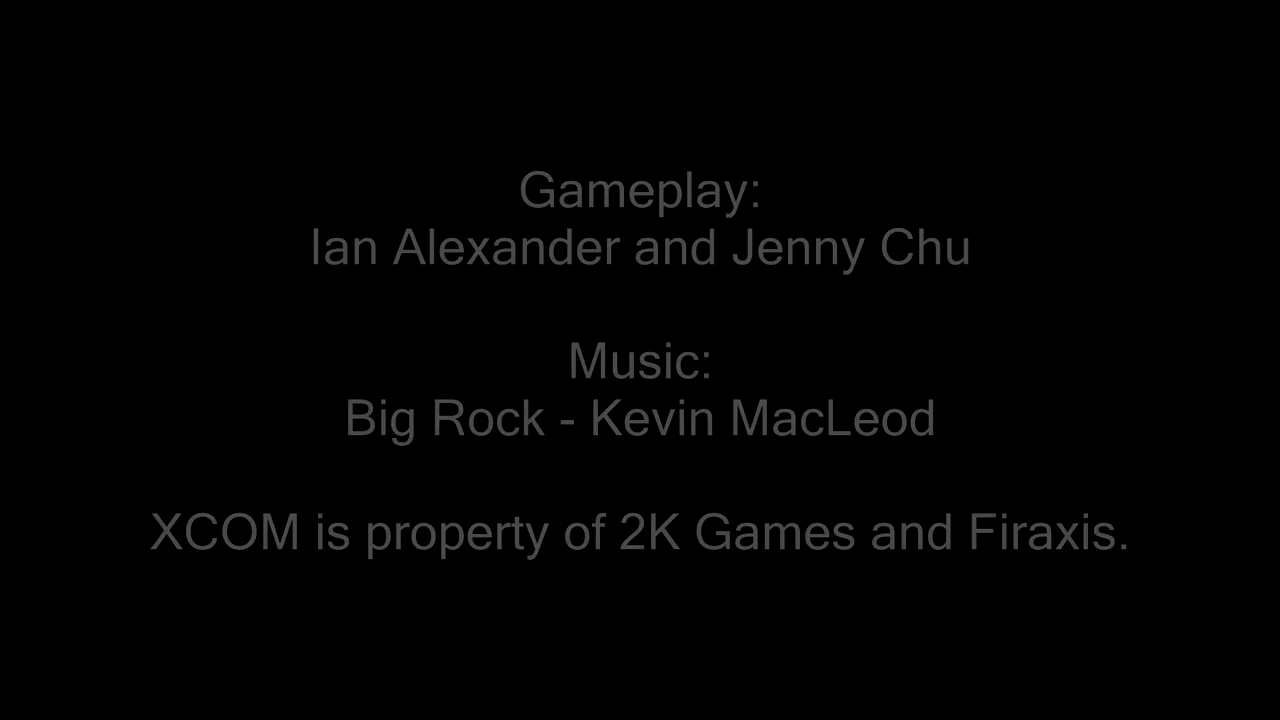 Gameplay:
Ian Alexander and Jenny Chu
Music:
Big Rock - Kevin MacLeod
XCOM is property of 2K Games and Firaxis.